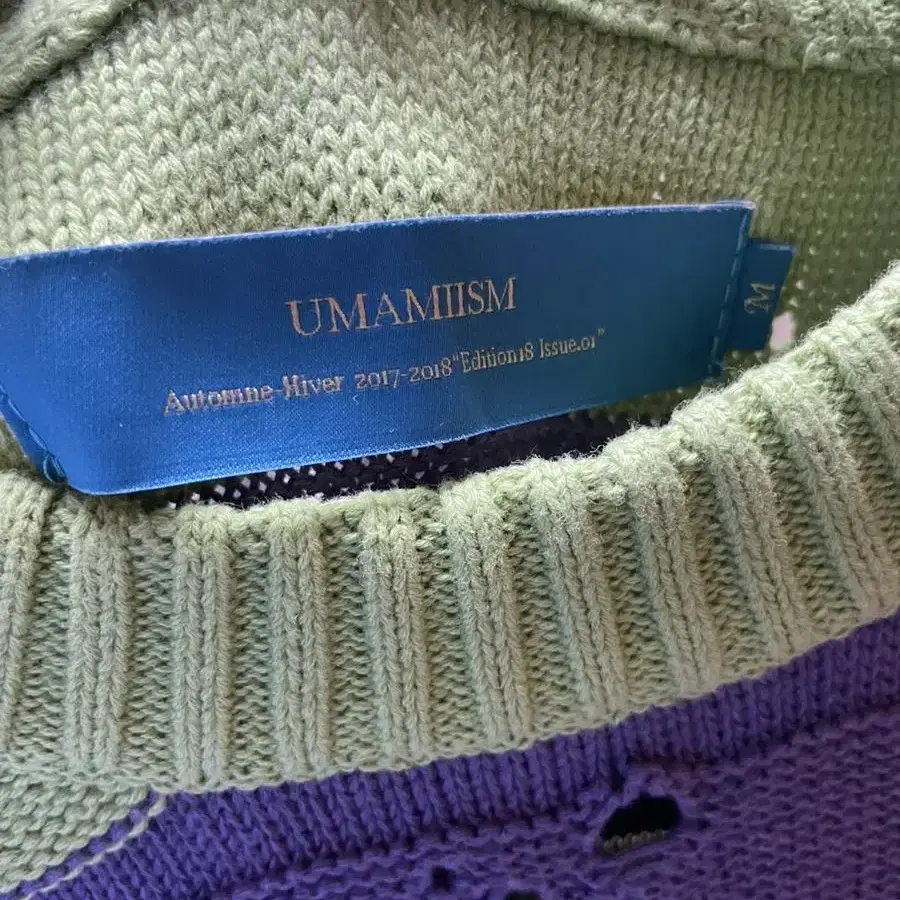 UMAMIISM
Automne-Hiver 2017-2018 "Edition18 Issue.01"
M